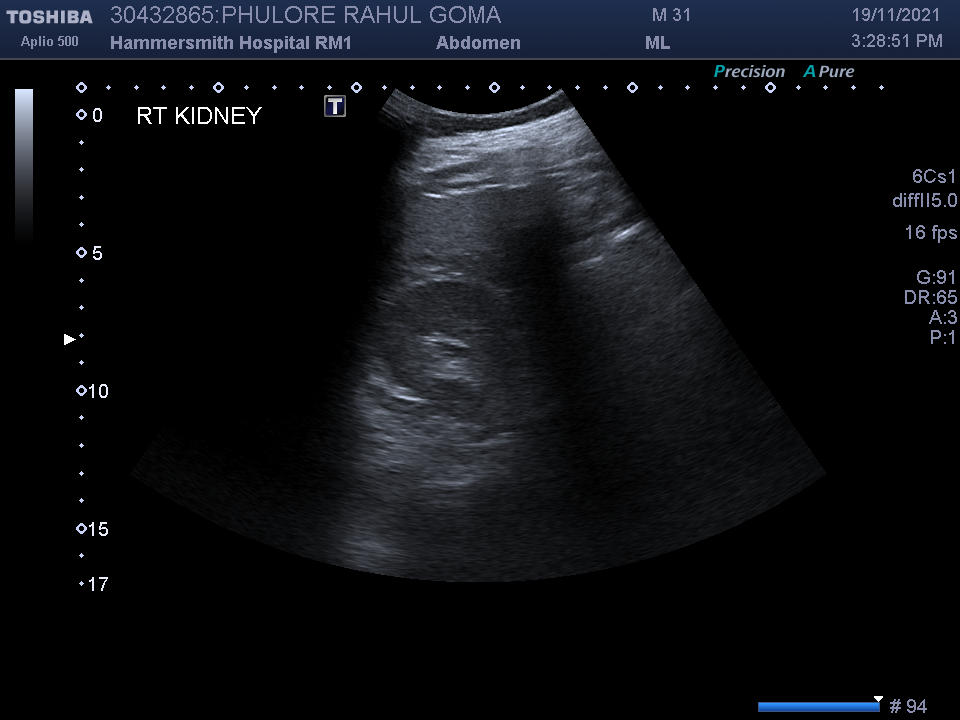 TOSHIBA 30432865:PHULORE RAHUL GOMA M 31 19/11/2021
Aplio 500 Hammersmith Hospital RM1 Abdomen ML 3:28:51 PM
Precision A Pure
0 RT KIDNEY T
6Cs1
diffII5.0
16 fps
5
G:91
DR:65
A:3
P:1
10
15
17
# 94